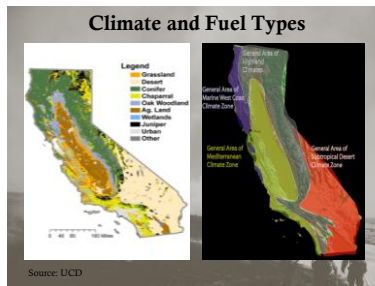 Climate and Fuel Types
Legend
Grassland
Desert
Conifer
Chaparral
Oak Woodland
Ag. Land
Wetlands
Juniper
Urban
Other
0 40 80 160 Miles
General Area of
Highland
Climates
General Area of
Marine West Coast
Climate Zone
General Area of
Mediterranean
Climate Zone
General Area of
Subtropical Desert
Climate Zone
Source: UCD